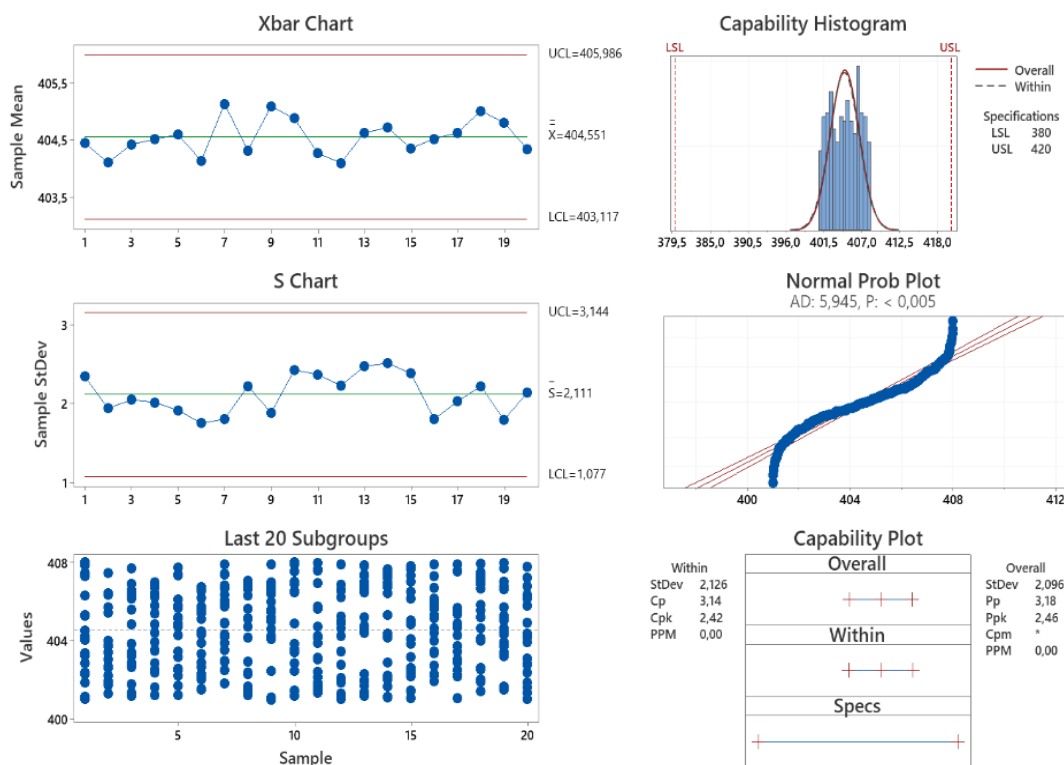 Xbar Chart
UCL=405,986
405,5
404,5
403,5
Sample Mean
X=404,551
LCL=403,117
1 3 5 7 9 11 13 15 17 19
Capability Histogram
LSL
USL
Overall
Within
Specifications
LSL 380
USL 420
379,5 385,0 390,5 396,0 401,5 407,0 412,5 418,0
S Chart
UCL=3,144
3
2
1
Sample StDev
S=2,111
LCL=1,077
1 3 5 7 9 11 13 15 17 19
Normal Prob Plot
AD: 5,945, P: < 0,005
400 404 408 412
Last 20 Subgroups
408
404
400
Values
5 10 15 20
Sample
Capability Plot
Within
StDev 2,126
Cp 3,14
Cpk 2,42
PPM 0,00
Overall
Within
Specs
Overall
StDev 2,096
Pp 3,18
Ppk 2,46
Cpm *
PPM 0,00